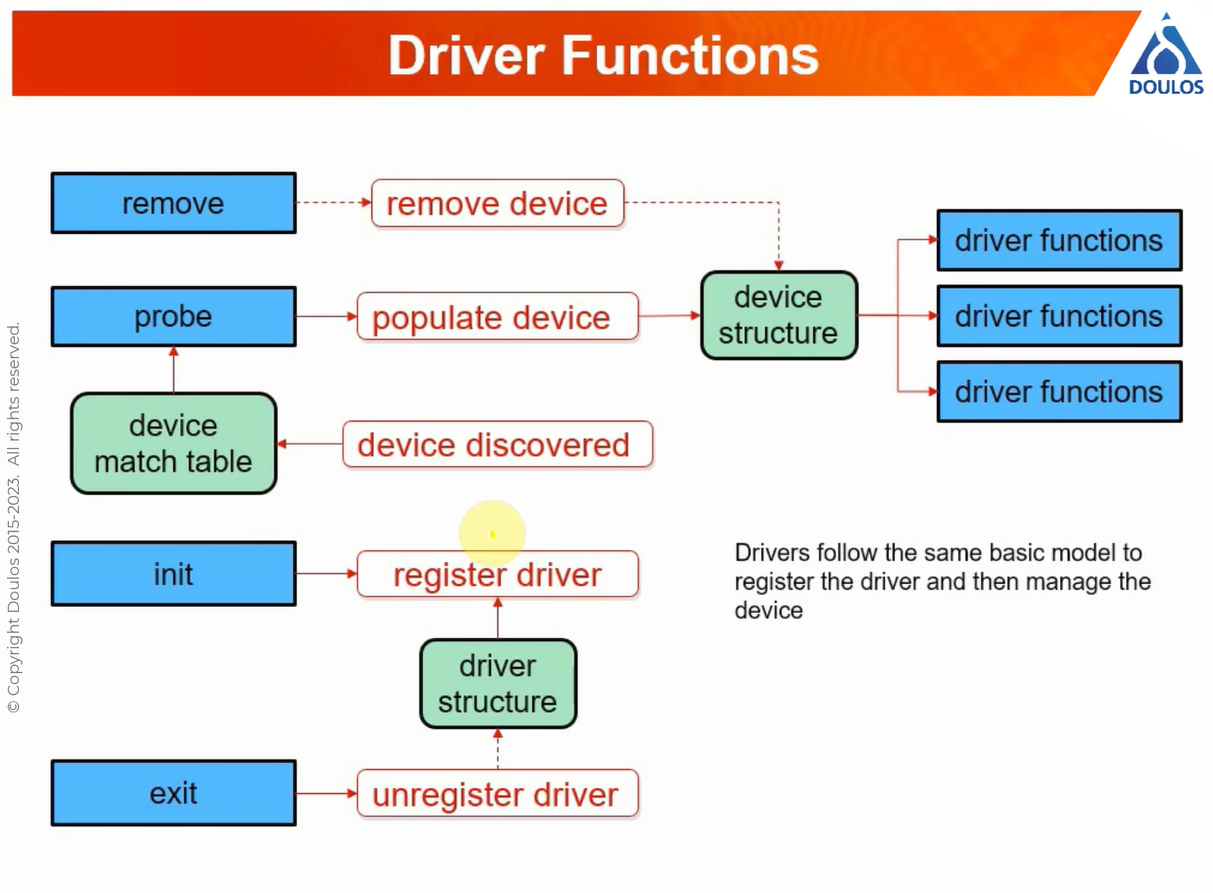 Driver Functions
DOULOS
remove
remove device
driver functions
device
structure
probe
populate device
driver functions
driver functions
device
match table
device discovered
init
register driver
Drivers follow the same basic model to
register the driver and then manage the
device
driver
structure
exit
unregister driver
© Copyright Doulos 2015-2023. All rights reserved.